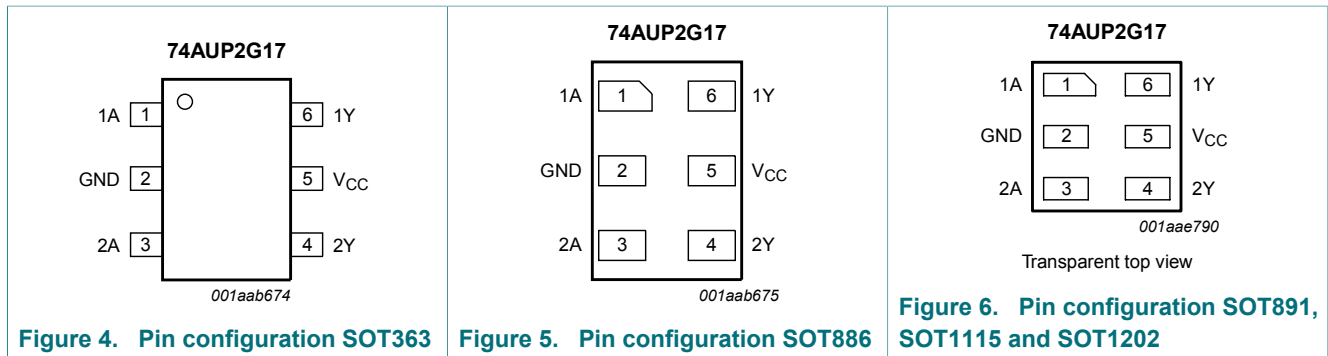 74AUP2G17
1A 1 6 1Y
GND 2 5 VCC
2A 3 4 2Y
001aab674
Figure 4. Pin configuration SOT363
74AUP2G17
1A 1 6 1Y
GND 2 5 VCC
2A 3 4 2Y
001aab675
Figure 5. Pin configuration SOT886
74AUP2G17
1A 1 6 1Y
GND 2 5 VCC
2A 3 4 2Y
001aae790
Transparent top view
Figure 6. Pin configuration SOT891,
SOT1115 and SOT1202